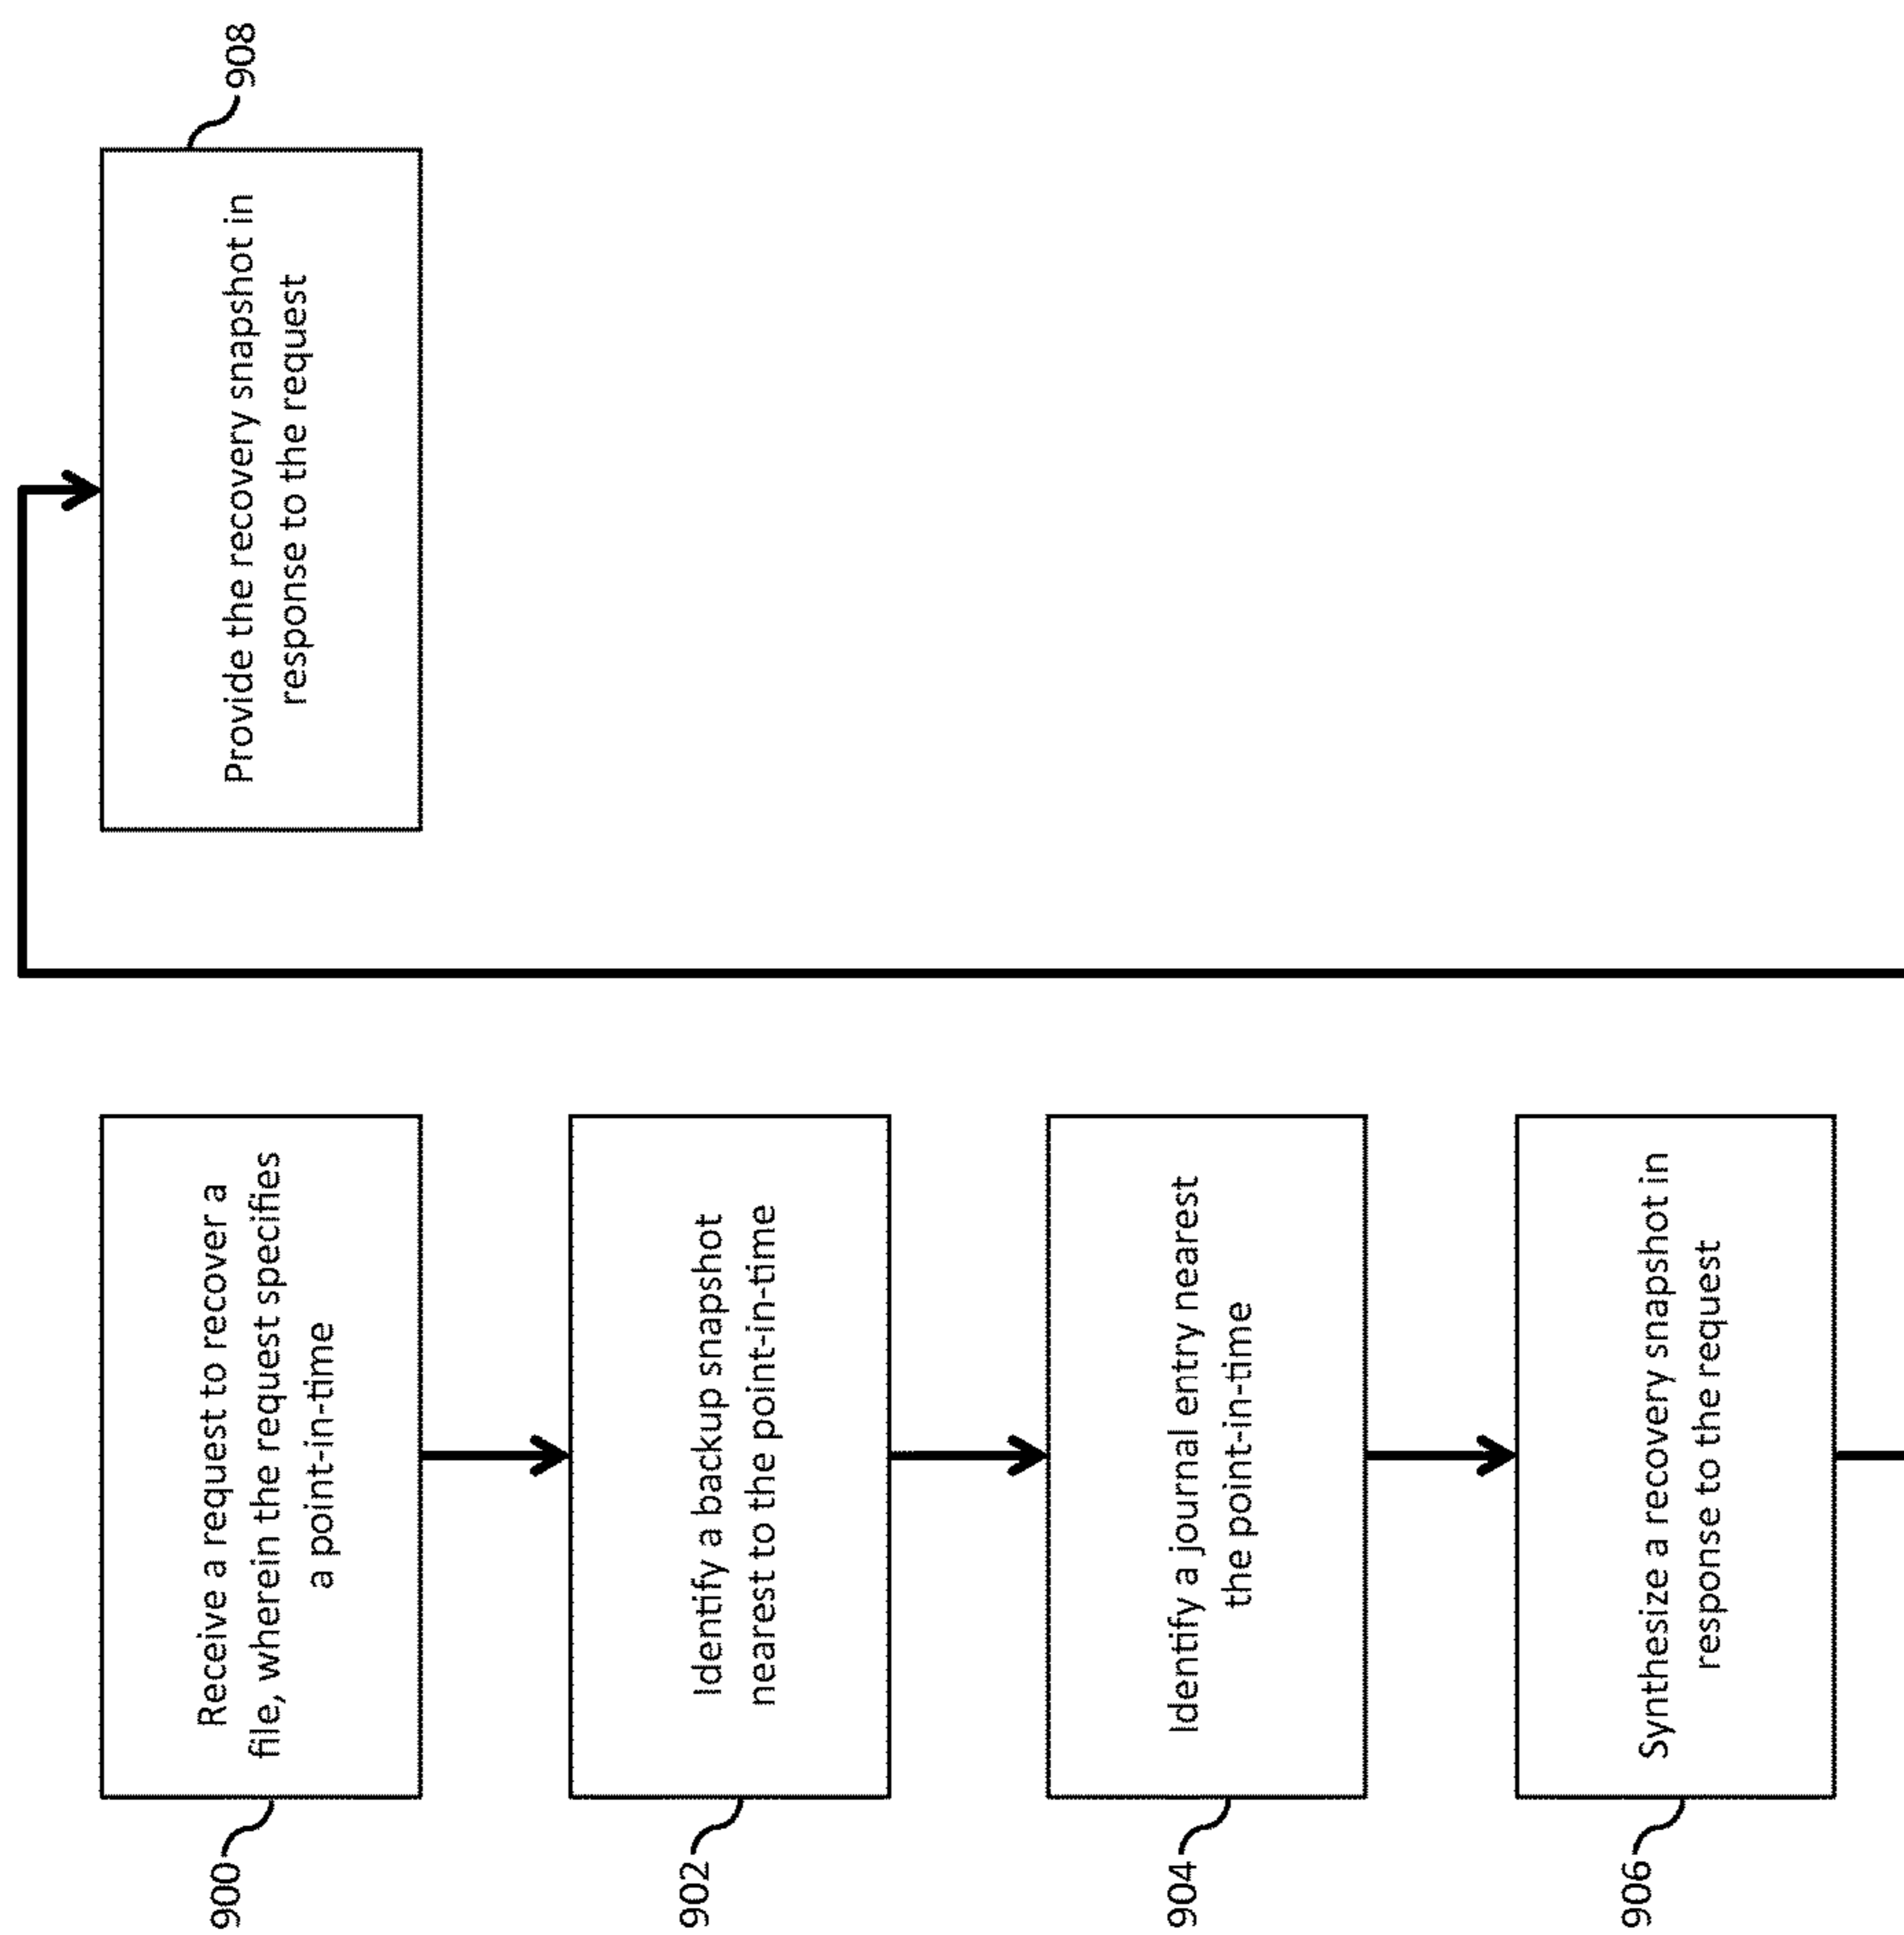 900
Receive a request to recover a
file, wherein the request specifies
a point-in-time
902
Identify a backup snapshot
nearest to the point-in-time
904
Identify a journal entry nearest
the point-in-time
906
Synthesize a recovery snapshot in
response to the request
908
Provide the recovery snapshot in
response to the request